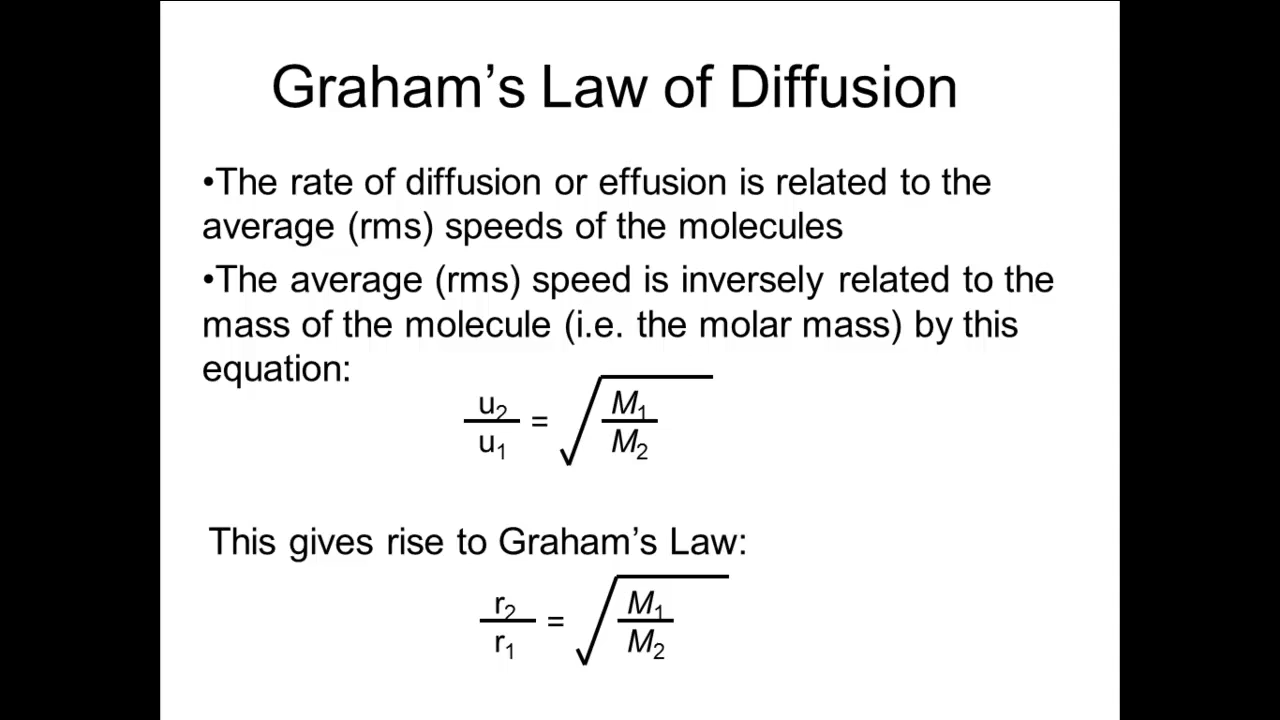 Graham’s Law of Diffusion
•The rate of diffusion or effusion is related to the
average (rms) speeds of the molecules
•The average (rms) speed is inversely related to the
mass of the molecule (i.e. the molar mass) by this
equation:
u₂/u₁ = √(M₁/M₂)
This gives rise to Graham’s Law:
r₂/r₁ = √(M₁/M₂)